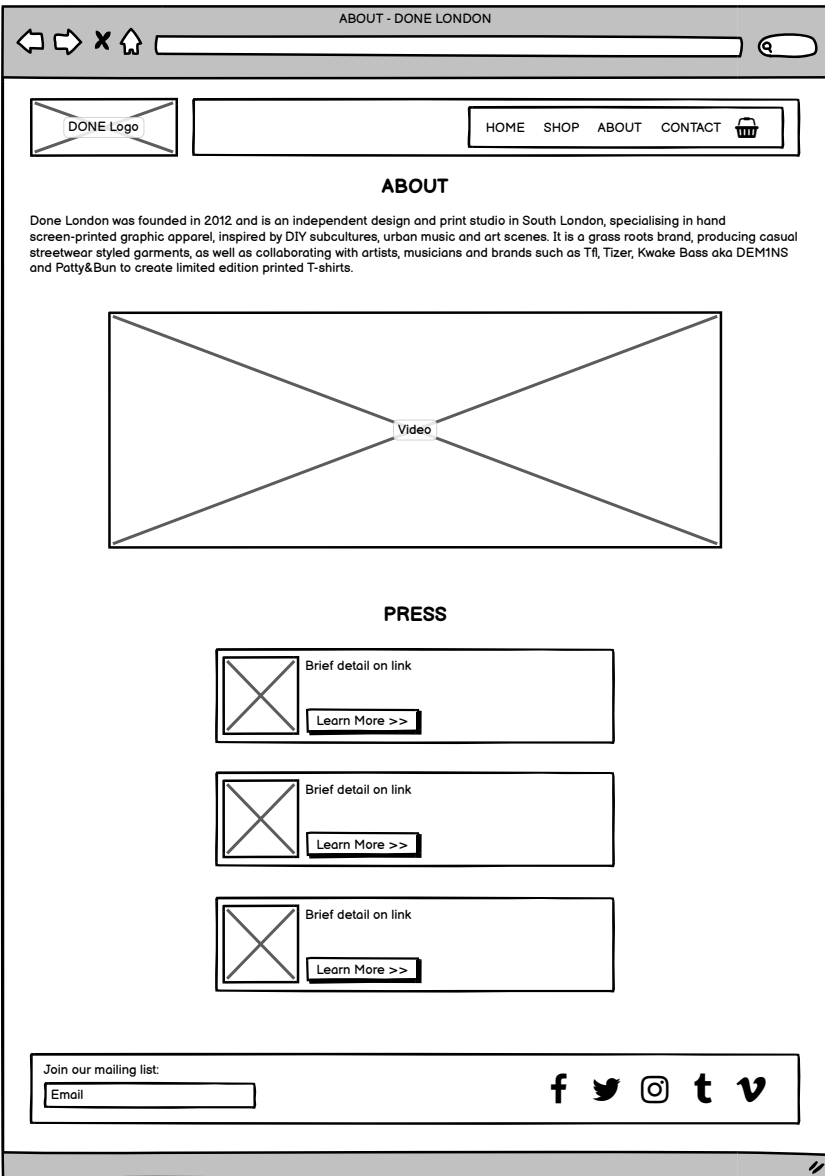 ABOUT - DONE LONDON
DONE Logo
HOME SHOP ABOUT CONTACT
ABOUT
Done London was founded in 2012 and is an independent design and print studio in South London, specialising in hand
screen-printed graphic apparel, inspired by DIY subcultures, urban music and art scenes. It is a grass roots brand, producing casual
streetwear styled garments, as well as collaborating with artists, musicians and brands such as Tfl, Tizer, Kwake Bass aka DEM1NS
and Patty&Bun to create limited edition printed T-shirts.
Video
PRESS
Brief detail on link
Learn More >>
Brief detail on link
Learn More >>
Brief detail on link
Learn More >>
Join our mailing list:
Email